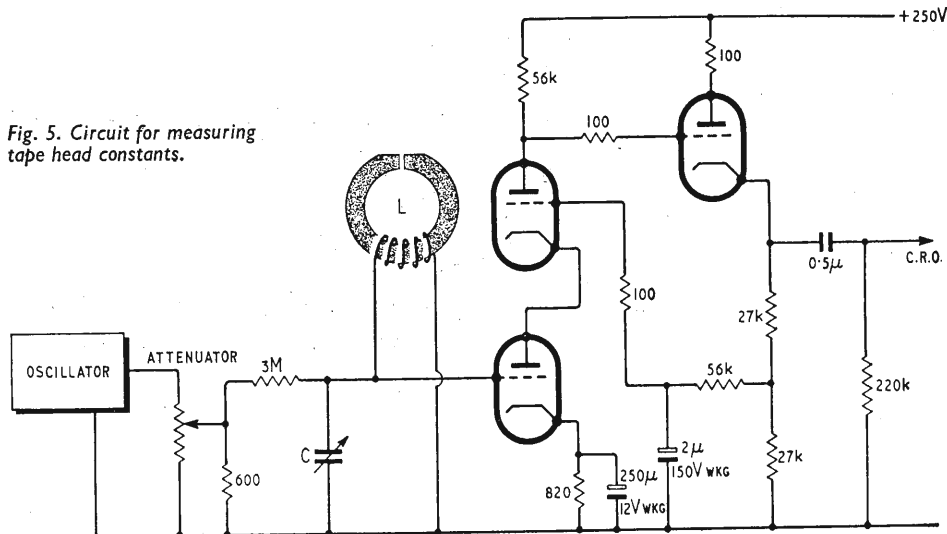 +250V
100
56k
Fig. 5. Circuit for measuring
tape head constants.
100
L
0·5μ
C.R.O.
100
27k
OSCILLATOR
ATTENUATOR
3M
56k
220k
C
600
2μ
150V WKG
27k
820
250μ
12V WKG